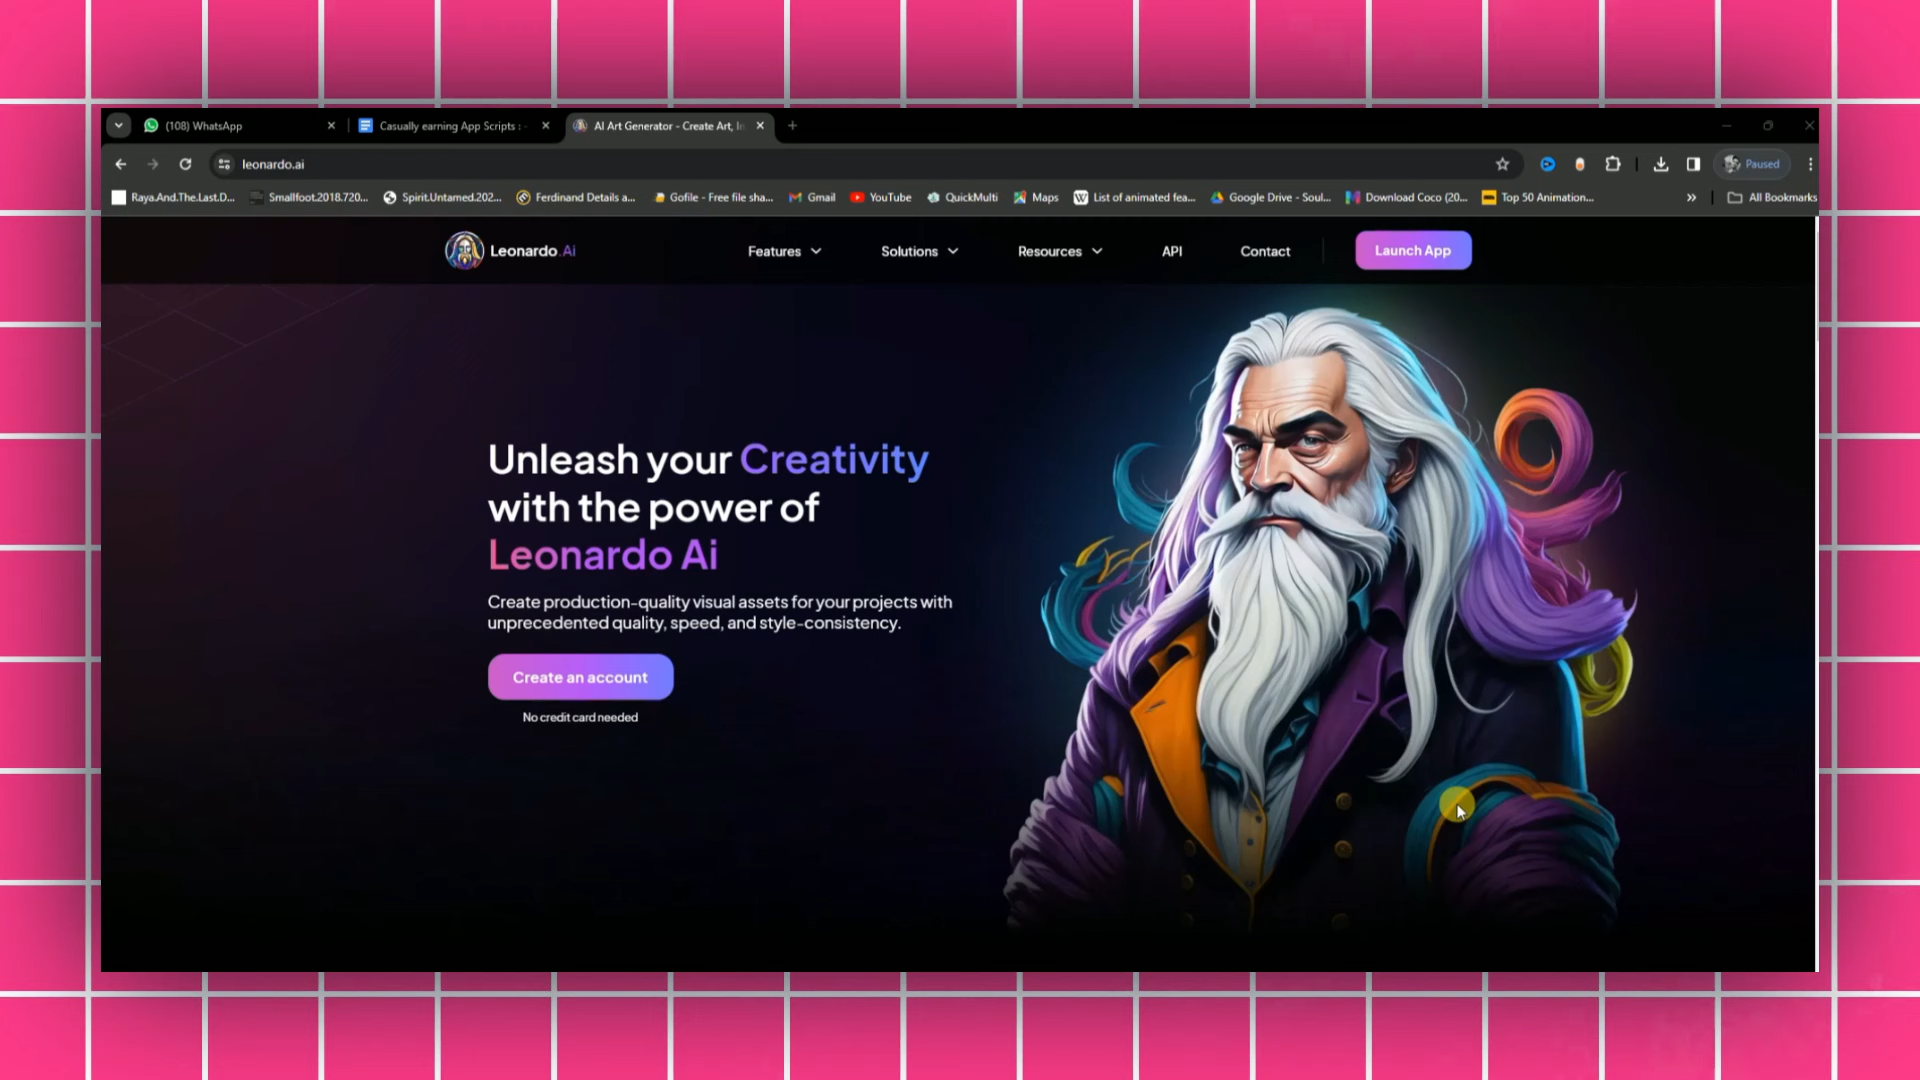 (108) WhatsApp
Casually earning App Scripts :
AI Art Generator - Create Art, In
leonardo.ai
Paused
Raya.And.The.Last.D...
Smallfoot.2018.720...
Spirit.Untamed.202...
Ferdinand Details a...
Gofile - Free file sha...
Gmail
YouTube
QuickMulti
Maps
List of animated fea...
Google Drive - Soul...
Download Coco (20...
Top 50 Animation...
All Bookmarks
Leonardo.Ai
Features
Solutions
Resources
API
Contact
Launch App
Unleash your Creativity
with the power of
Leonardo Ai
Create production-quality visual assets for your projects with
unprecedented quality, speed, and style-consistency.
Create an account
No credit card needed